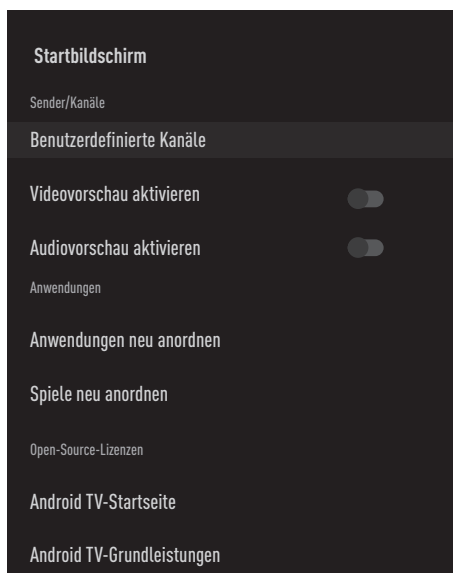 Startbildschirm
Sender/Kanäle
Benutzerdefinierte Kanäle
Videovorschau aktivieren
Audiovorschau aktivieren
Anwendungen
Anwendungen neu anordnen
Spiele neu anordnen
Open-Source-Lizenzen
Android TV-Startseite
Android TV-Grundleistungen